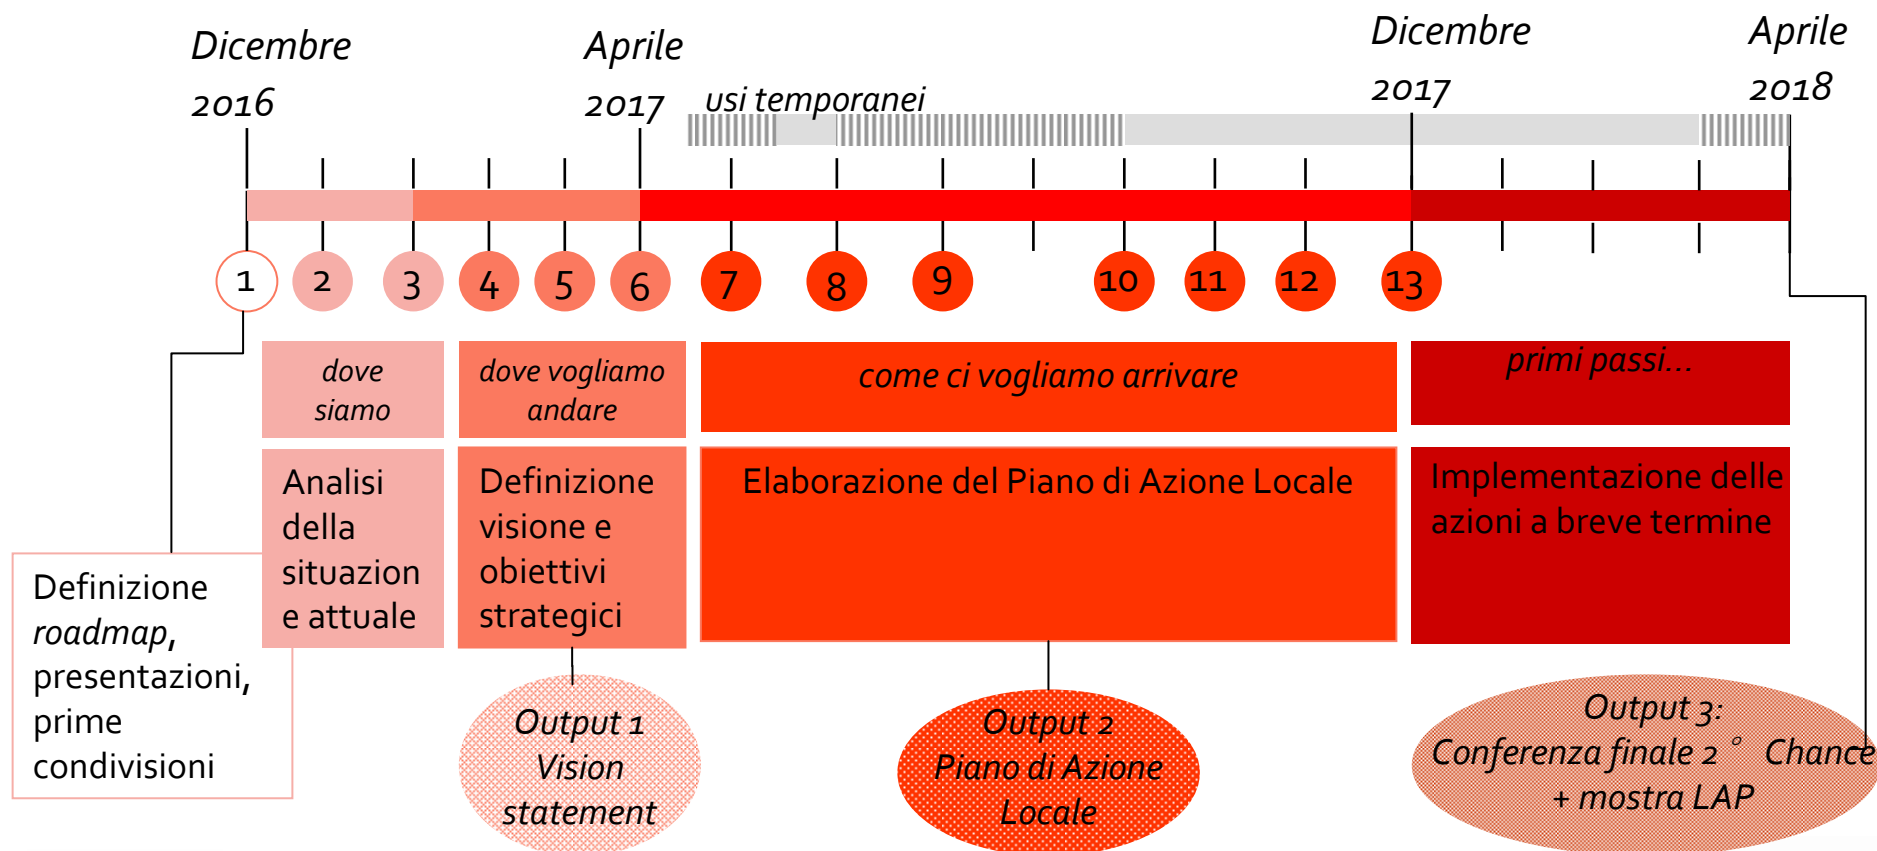 Dicembre
2016
Aprile
2017
usi temporanei
Dicembre
2017
Aprile
2018
1
2
3
4
5
6
7
8
9
10
11
12
13
dove
siamo
dove vogliamo
andare
come ci vogliamo arrivare
primi passi...
Definizione
roadmap,
presentazioni,
prime
condivisioni
Analisi
della
situazion
e attuale
Definizione
visione e
obiettivi
strategici
Elaborazione del Piano di Azione Locale
Implementazione delle
azioni a breve termine
Output 1
Vision
statement
Output 2
Piano di Azione
Locale
Output 3:
Conferenza finale 2° Chance
+ mostra LAP